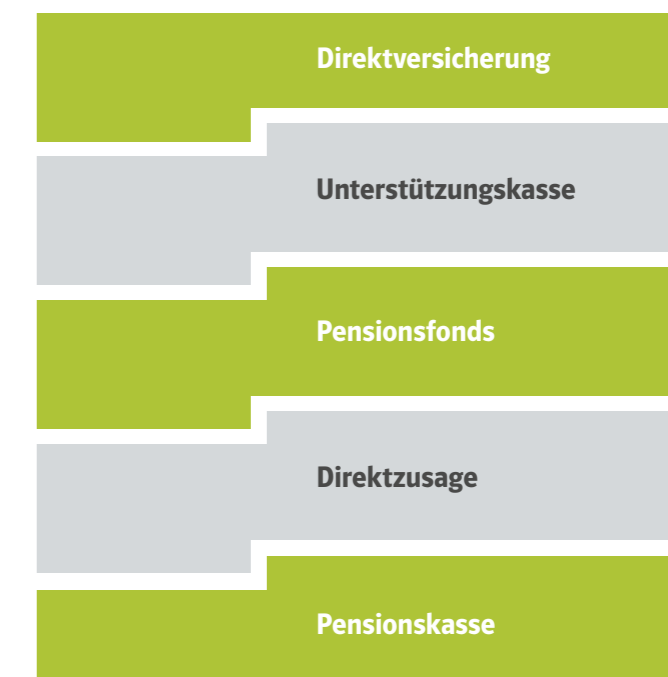 Direktversicherung
Unterstützungskasse
Pensionsfonds
Direktzusage
Pensionskasse